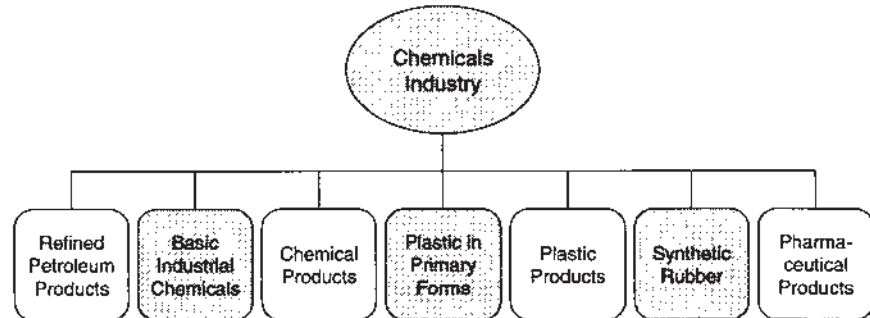 Chemicals
Industry
Refined
Petroleum
Products
Basic
Industrial
Chemicals
Chemical
Products
Plastic in
Primary
Forms
Plastic
Products
Synthetic
Rubber
Pharma-
ceutical
Products